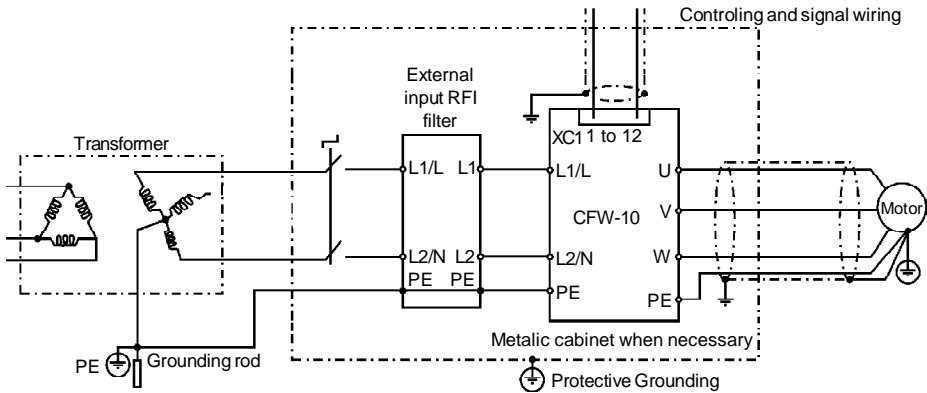 Controling and signal wiring
External
input RFI
filter
Transformer
XC1 1 to 12
L1/L L1 L1/L U
Motor
CFW-10 V
L2/N L2 L2/N W
PE PE PE PE
Metalic cabinet when necessary
PE Grounding rod
Protective Grounding